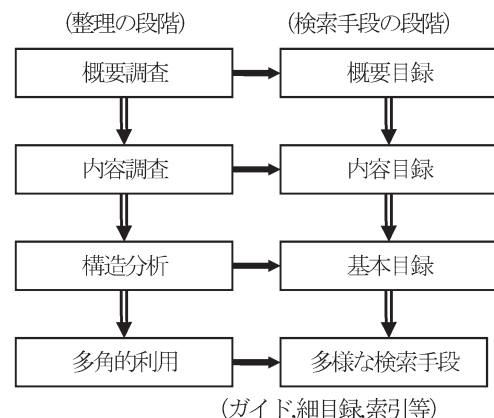 (整理の段階) (検索手段の段階)
概要調査 概要目録
内容調査 内容目録
構造分析 基本目録
多角的利用 多様な検索手段
(ガイド,細目録,索引等)